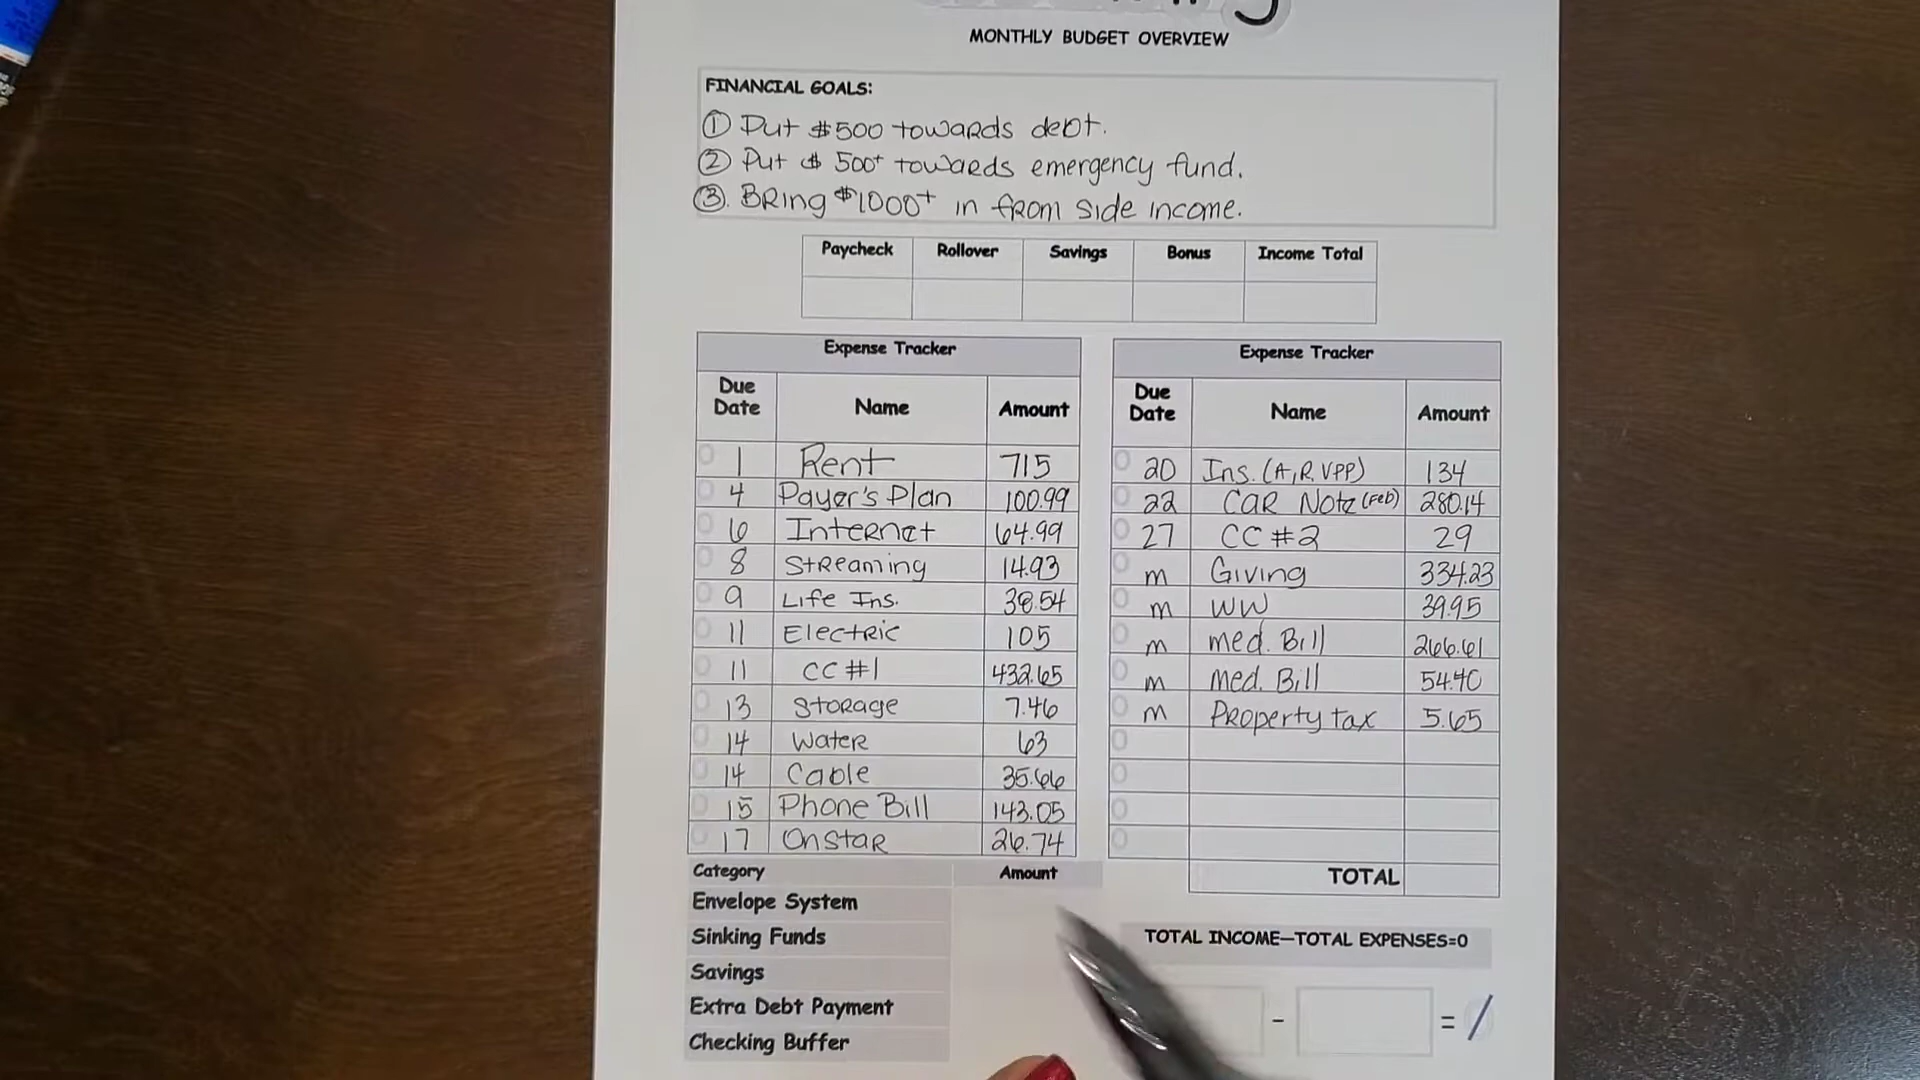 MONTHLY BUDGET OVERVIEW
FINANCIAL GOALS:
① Put $500 towards debt.
② Put $ 500+ towards emergency fund.
③. Bring $1000+ in from side income.
Paycheck Rollover Savings Bonus Income Total
Expense Tracker
Due Date Name Amount
1 Rent 715
4 Payer's Plan 100.99
6 Internet 64.99
8 Streaming 14.93
9 Life Ins. 38.54
11 Electric 105
11 CC #1 432.65
13 Storage 7.46
14 Water 63
14 Cable 35.66
15 Phone Bill 143.05
17 OnStar 26.74
Expense Tracker
Due Date Name Amount
20 Ins. (A, R, VPP) 134
22 Car Note (Feb) 280.14
27 CC #2 29
m Giving 334.23
m WW 39.95
m med. Bill 266.61
m med. Bill 54.40
m Property tax 5.65
TOTAL
Category Amount
Envelope System
Sinking Funds
Savings
Extra Debt Payment
Checking Buffer
TOTAL INCOME—TOTAL EXPENSES=0
- = /